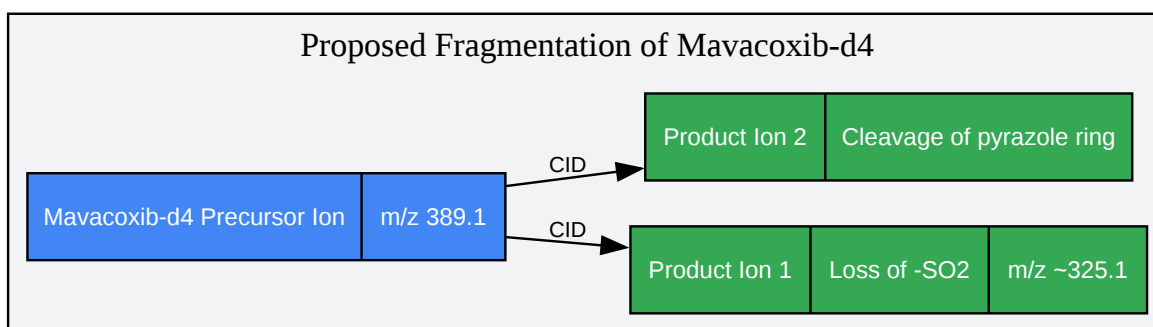 Proposed Fragmentation of Mavacoxib-d4
Product Ion 2 Cleavage of pyrazole ring
CID
Mavacoxib-d4 Precursor Ion m/z 389.1
CID
Product Ion 1 Loss of -SO2 m/z ~325.1